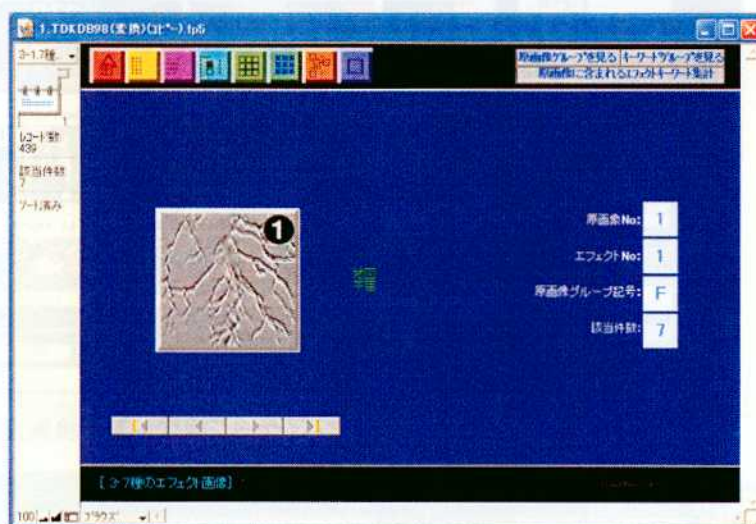 1.TDKDB98(変換)(コピー).fp5
3-1.7種.
原画像グループを見る キーワードグループを見る
原画像に含まれるエフェクトキーワード集計
レコード数
439
該当件数
7
ソート済み
1
原画象No: 1
エフェクトNo: 1
原画像グループ記号: F
該当件数: 7
[3-7種のエフェクト画像]
100 ブラウズ